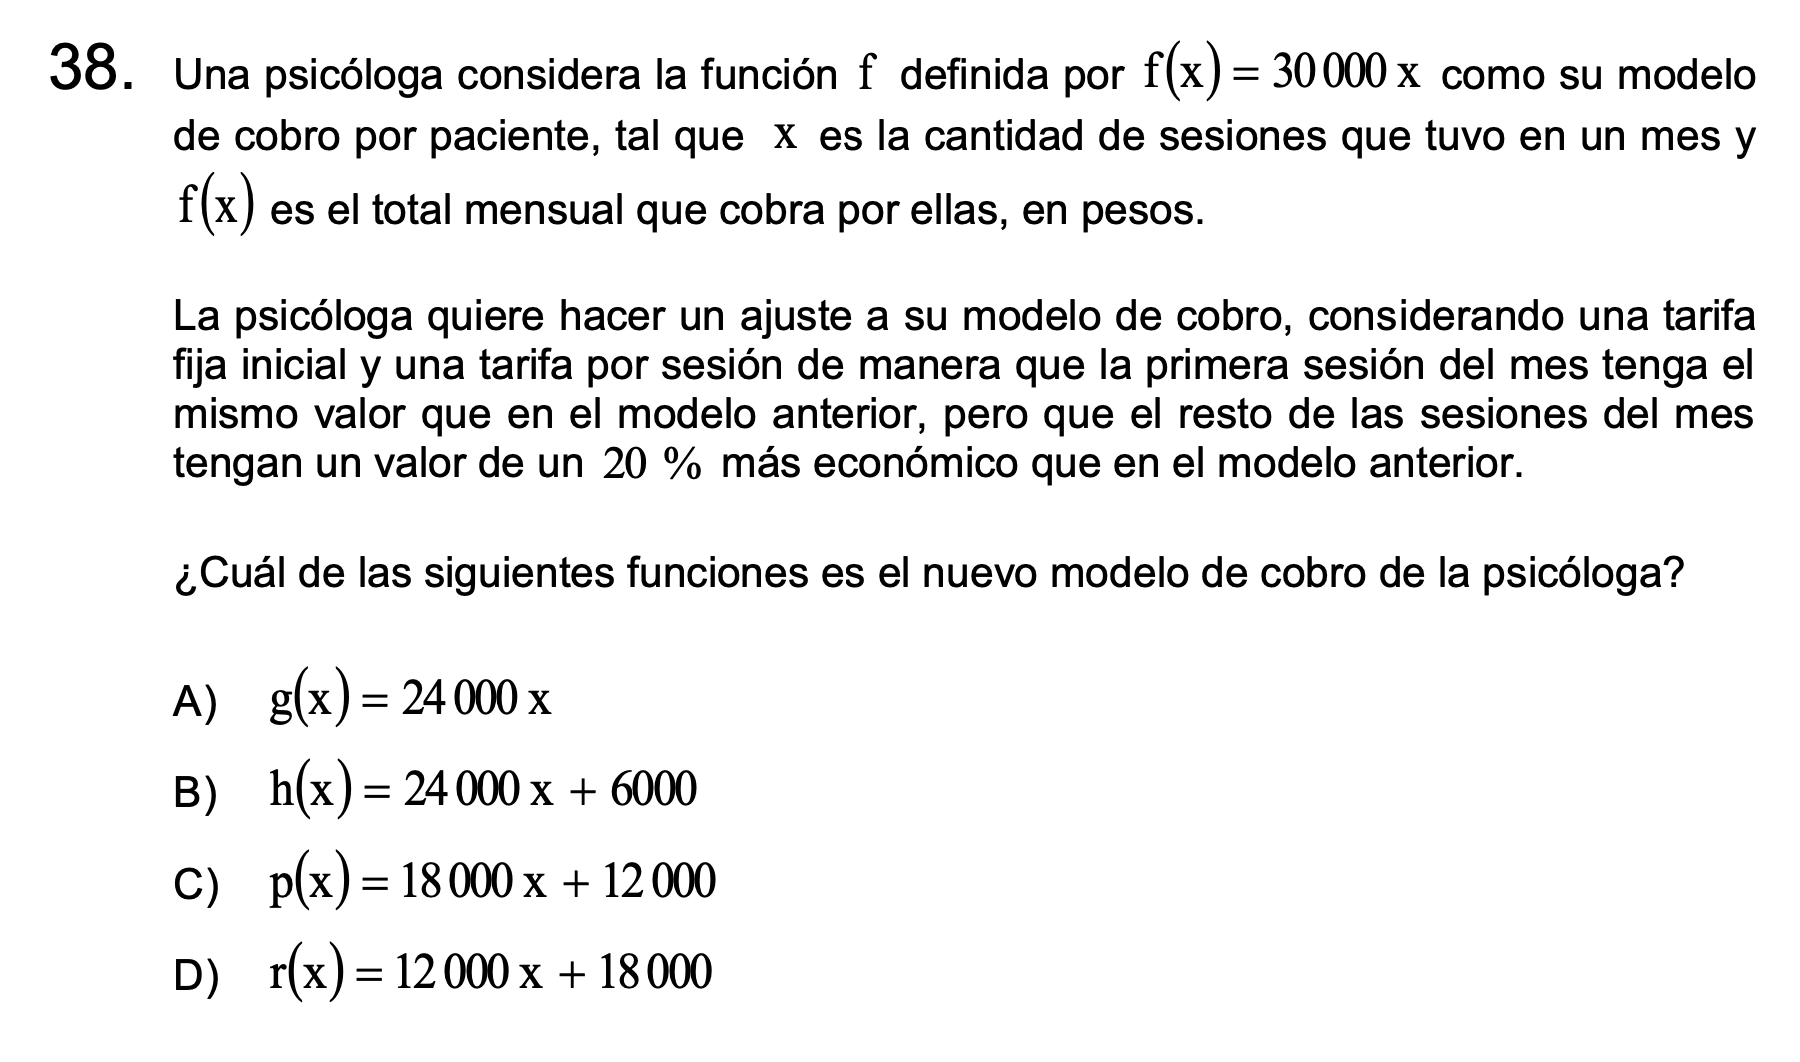 38. Una psicóloga considera la función f definida por f(x) = 30 000 x como su modelo
de cobro por paciente, tal que x es la cantidad de sesiones que tuvo en un mes y
f(x) es el total mensual que cobra por ellas, en pesos.
La psicóloga quiere hacer un ajuste a su modelo de cobro, considerando una tarifa
fija inicial y una tarifa por sesión de manera que la primera sesión del mes tenga el
mismo valor que en el modelo anterior, pero que el resto de las sesiones del mes
tengan un valor de un 20 % más económico que en el modelo anterior.
¿Cuál de las siguientes funciones es el nuevo modelo de cobro de la psicóloga?
A) g(x) = 24 000 x
B) h(x) = 24 000 x + 6000
C) p(x) = 18 000 x + 12 000
D) r(x) = 12 000 x + 18 000